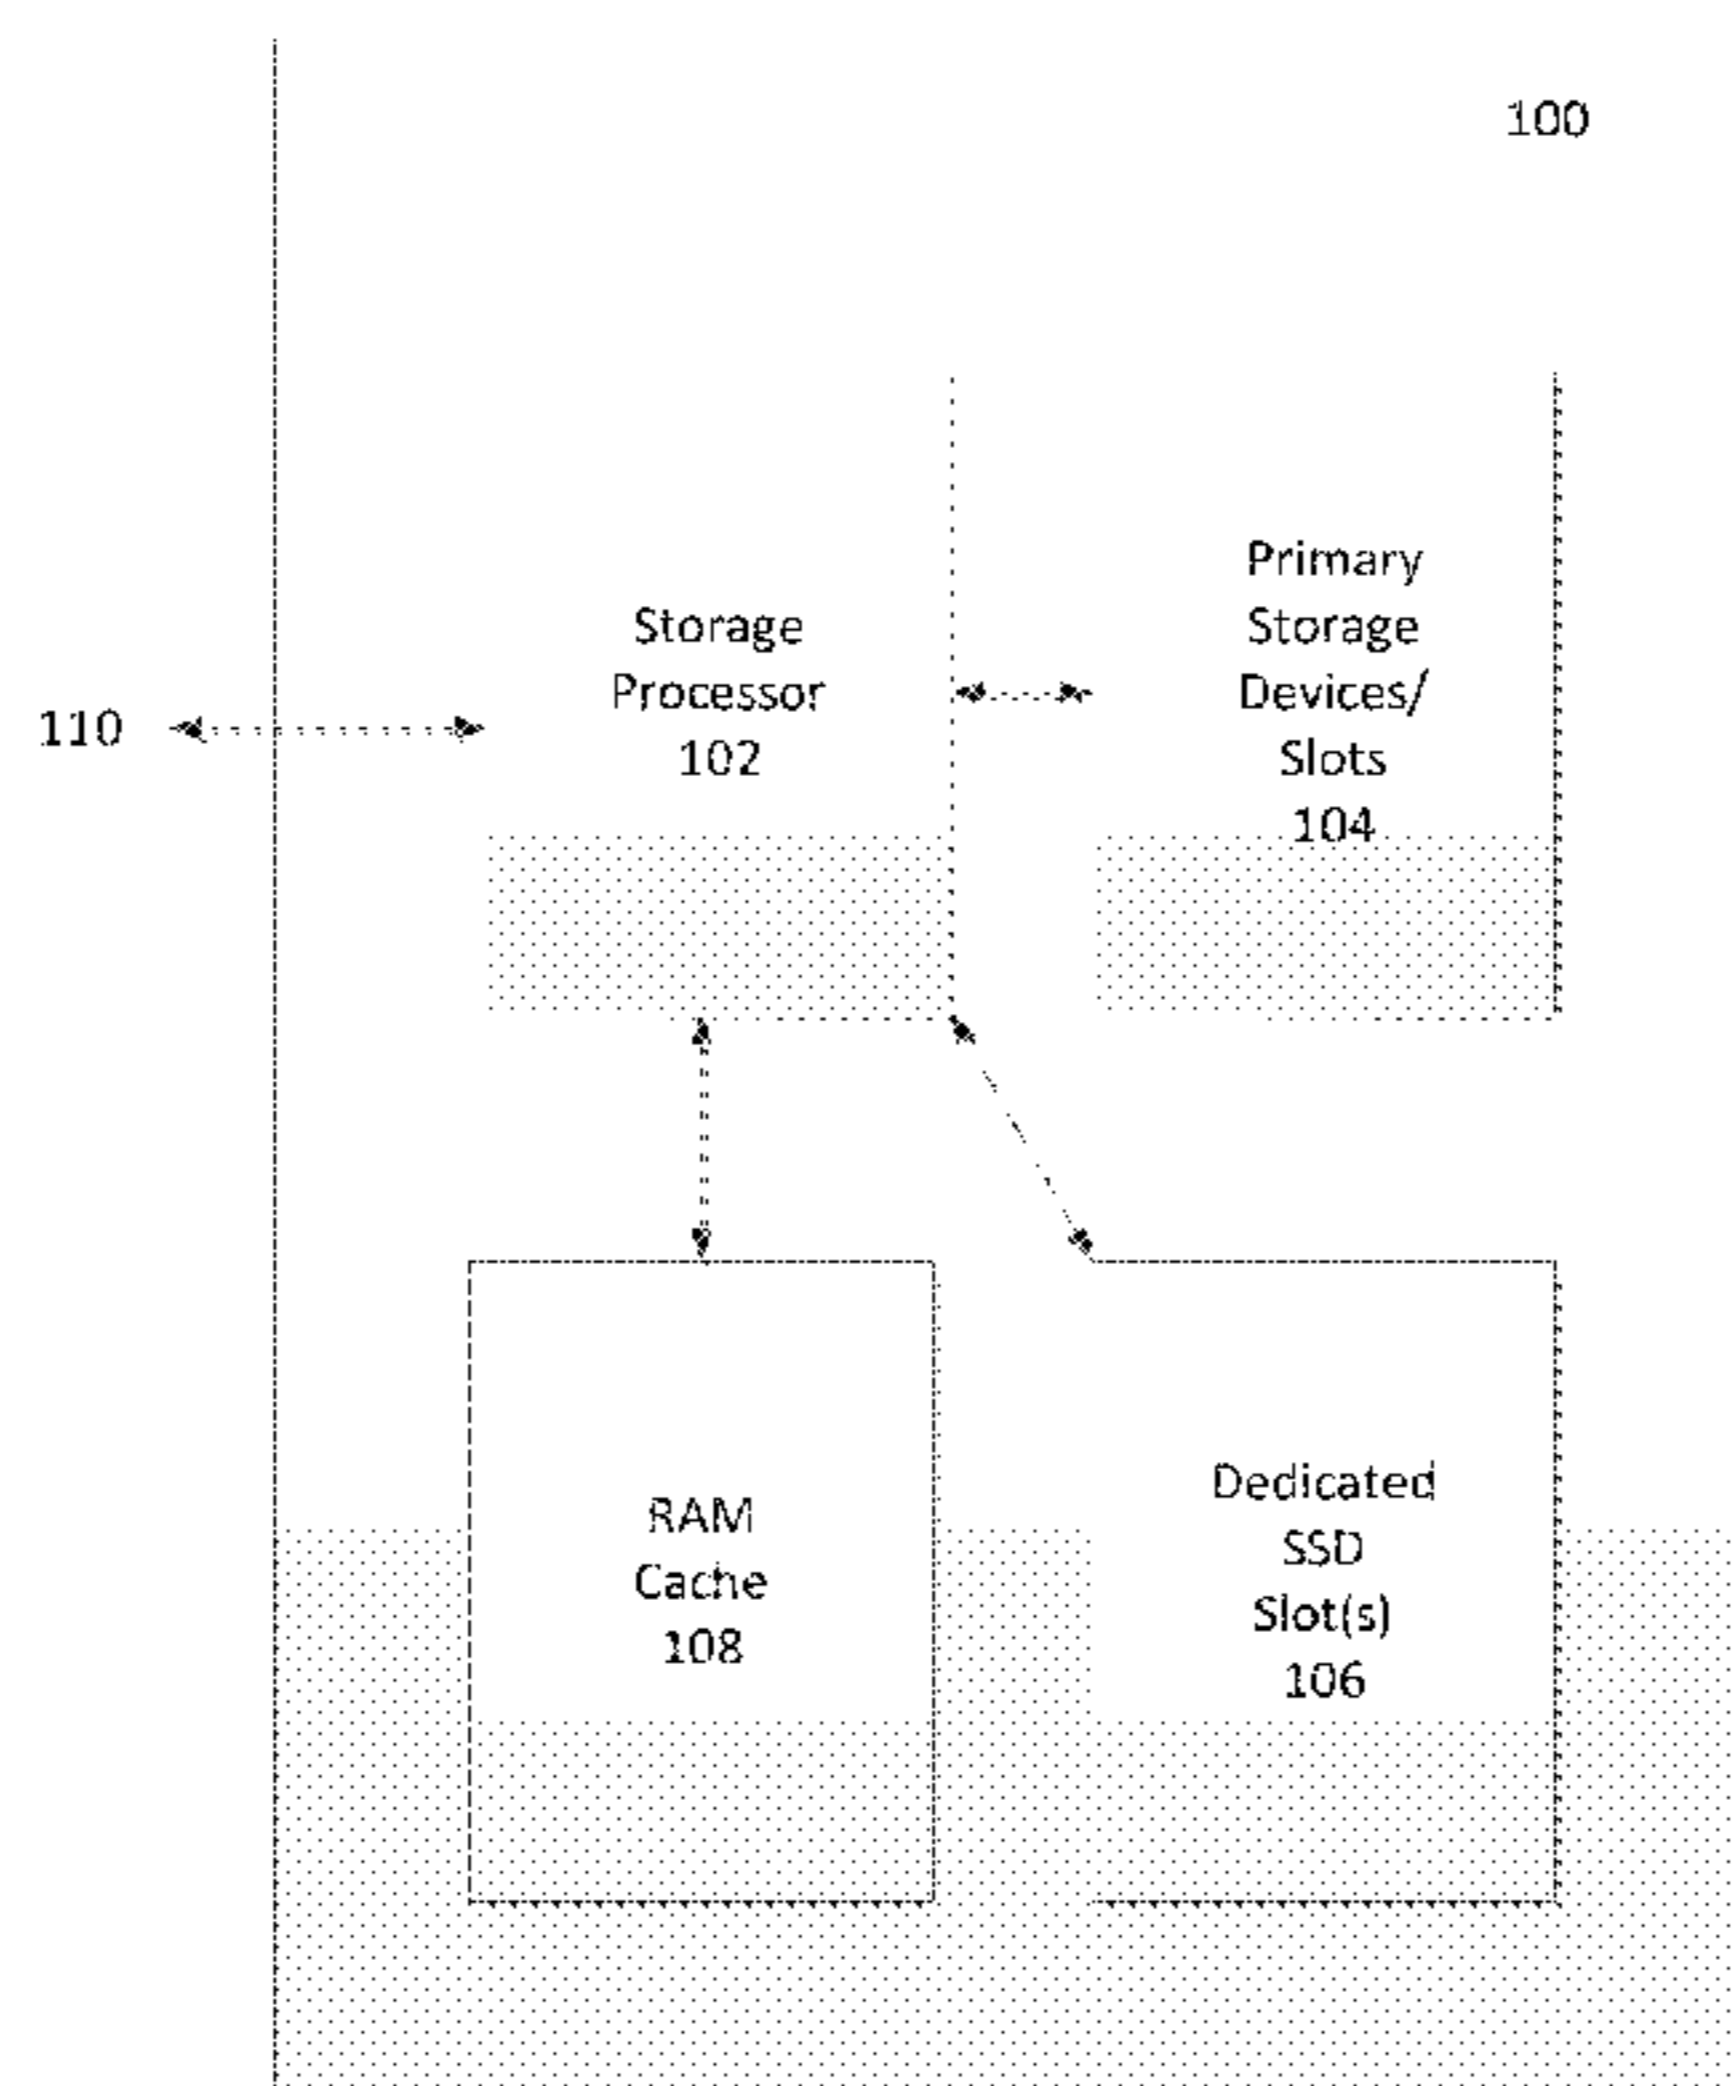 100
Storage
Processor
102
Primary
Storage
Devices/
Slots
104
110
RAM
Cache
108
Dedicated
SSD
Slot(s)
106